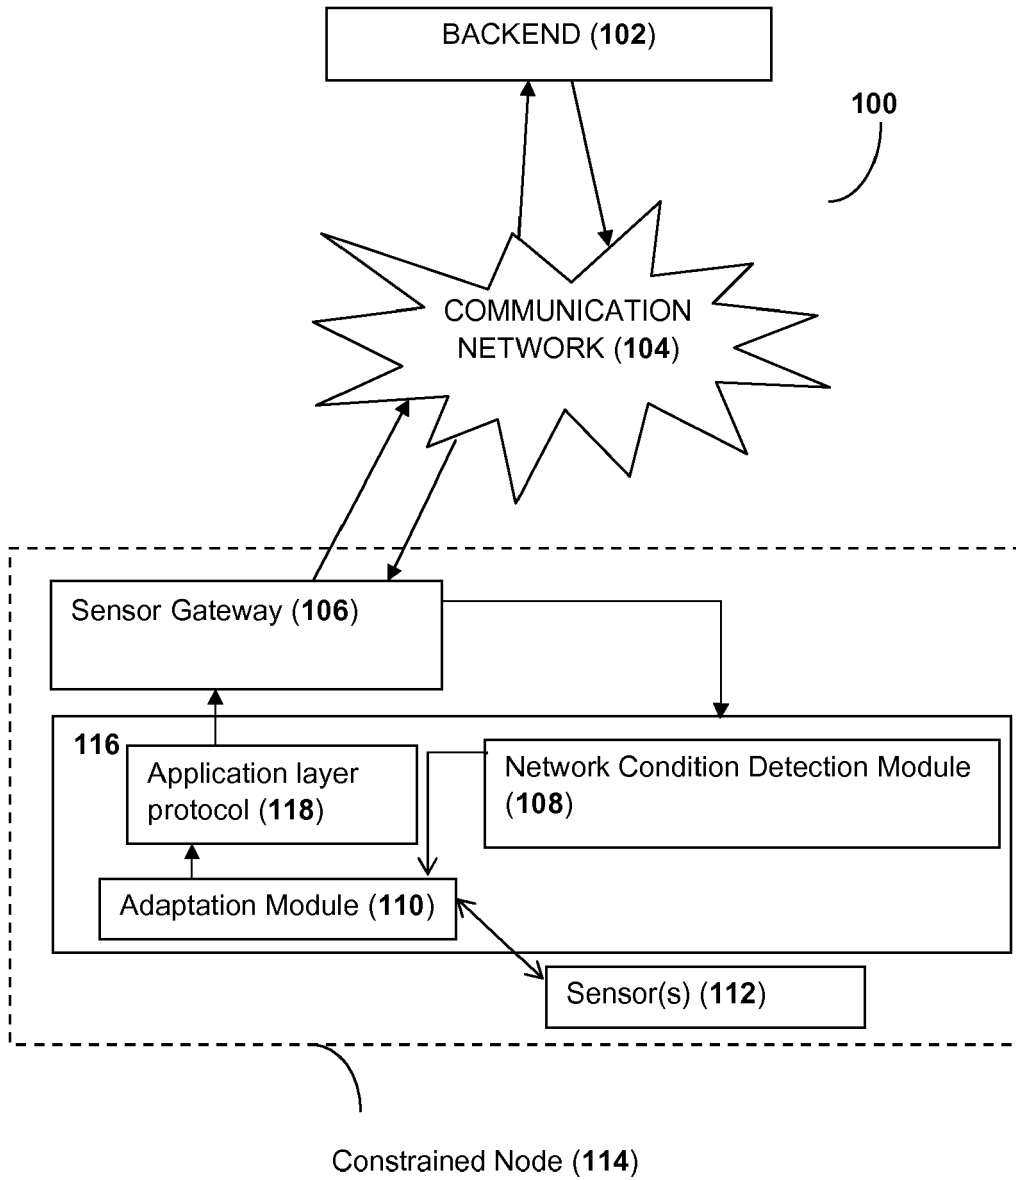 BACKEND (102)
100
COMMUNICATION
NETWORK (104)
Sensor Gateway (106)
116
Application layer
protocol (118)
Network Condition Detection Module
(108)
Adaptation Module (110)
Sensor(s) (112)
Constrained Node (114)